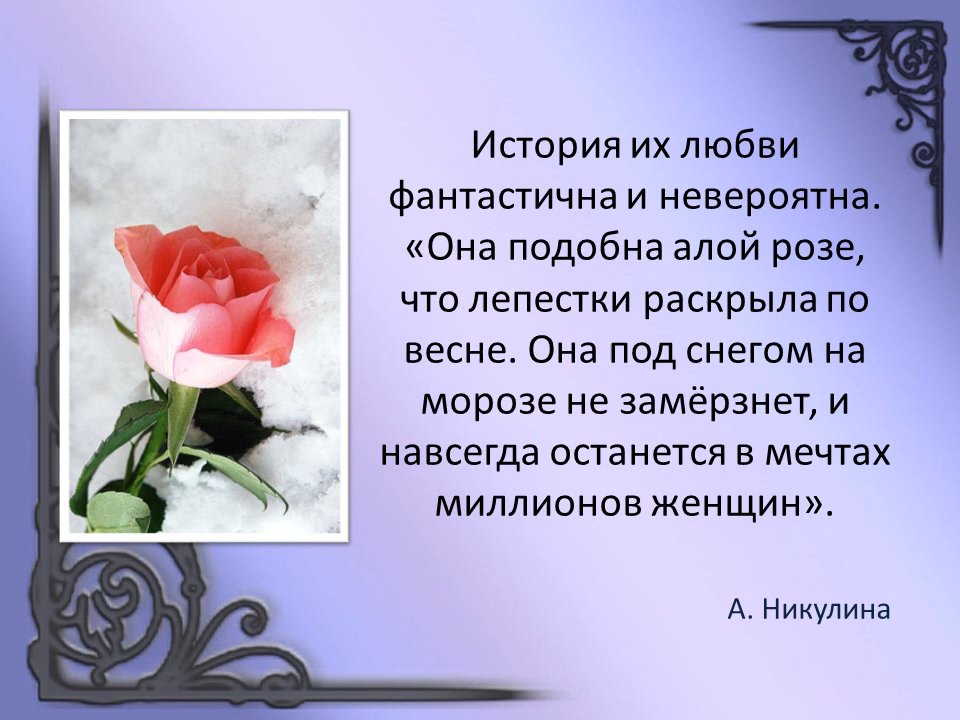 История их любви
фантастична и невероятна.
«Она подобна алой розе,
что лепестки раскрыла по
весне. Она под снегом на
морозе не замёрзнет, и
навсегда останется в мечтах
миллионов женщин».
А. Никулина